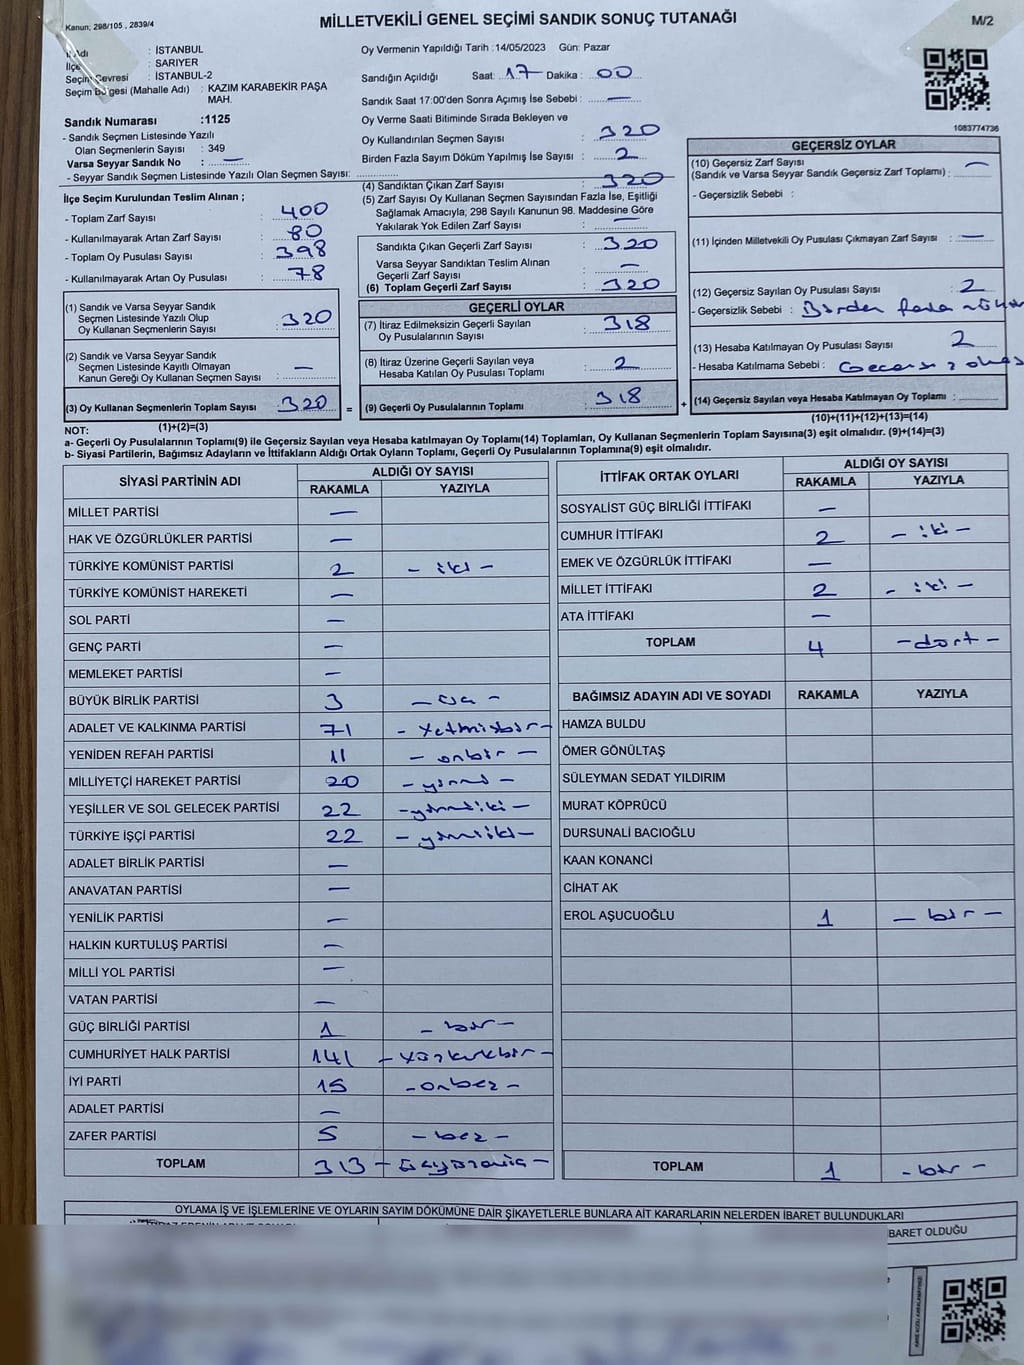 Kanun; 298/105 , 2839/4
MİLLETVEKİLİ GENEL SEÇİMİ SANDIK SONUÇ TUTANAĞI
M/2
Adı : İSTANBUL
İlçe : SARIYER
Seçim Çevresi : İSTANBUL-2
Seçim Bölgesi (Mahalle Adı) : KAZIM KARABEKİR PAŞA MAH.
Sandık Numarası :1125
- Sandık Seçmen Listesinde Yazılı
Olan Seçmenlerin Sayısı : 349
Varsa Seyyar Sandık No : —
- Seyyar Sandık Seçmen Listesinde Yazılı Olan Seçmen Sayısı:
Oy Vermenin Yapıldığı Tarih :14/05/2023 Gün: Pazar
Sandığın Açıldığı Saat: 17 Dakika : 00
Sandık Saat 17:00'den Sonra Açımış İse Sebebi : —
Oy Verme Saati Bitiminde Sırada Bekleyen ve
Oy Kullandırılan Seçmen Sayısı : 320
Birden Fazla Sayım Döküm Yapılmış İse Sayısı : 2
1083774736
İlçe Seçim Kurulundan Teslim Alınan ;
- Toplam Zarf Sayısı : 400
- Kullanılmayarak Artan Zarf Sayısı : 80
- Toplam Oy Pusulası Sayısı : 398
- Kullanılmayarak Artan Oy Pusulası : 78
(4) Sandıktan Çıkan Zarf Sayısı : 320
(5) Zarf Sayısı Oy Kullanan Seçmen Sayısından Fazla İse, Eşitliği
Sağlamak Amacıyla, 298 Sayılı Kanunun 98. Maddesine Göre
Yakılarak Yok Edilen Zarf Sayısı : —
Sandıkta Çıkan Geçerli Zarf Sayısı : 320
Varsa Seyyar Sandıktan Teslim Alınan
Geçerli Zarf Sayısı : —
(6) Toplam Geçerli Zarf Sayısı : 320
GEÇERSİZ OYLAR
(10) Geçersiz Zarf Sayısı
(Sandık ve Varsa Seyyar Sandık Geçersiz Zarf Toplamı) : —
- Geçersizlik Sebebi :
(11) İçinden Milletvekili Oy Pusulası Çıkmayan Zarf Sayısı : —
(12) Geçersiz Sayılan Oy Pusulası Sayısı : 2
- Geçersizlik Sebebi : Birden fazla
(13) Hesaba Katılmayan Oy Pusulası Sayısı : 2
- Hesaba Katılmama Sebebi :
(1) Sandık ve Varsa Seyyar Sandık
Seçmen Listesinde Yazılı Olup
Oy Kullanan Seçmenlerin Sayısı : 320
(2) Sandık ve Varsa Seyyar Sandık
Seçmen Listesinde Kayıtlı Olmayan
Kanun Gereği Oy Kullanan Seçmen Sayısı : —
GEÇERLİ OYLAR
(7) İtiraz Edilmeksizin Geçerli Sayılan
Oy Pusulalarının Sayısı : 318
(8) İtiraz Üzerine Geçerli Sayılan veya
Hesaba Katılan Oy Pusulası Toplamı : 2
(3) Oy Kullanan Seçmenlerin Toplam Sayısı : 320 = (9) Geçerli Oy Pusulalarının Toplamı : 318 + (14) Geçersiz Sayılan veya Hesaba Katılmayan Oy Toplamı :
(1)+(2)=(3)
(10)+(11)+(12)+(13)=(14)
NOT:
a- Geçerli Oy Pusulalarının Toplamı(9) ile Geçersiz Sayılan veya Hesaba katılmayan Oy Toplamı(14) Toplamları, Oy Kullanan Seçmenlerin Toplam Sayısına(3) eşit olmalıdır. (9)+(14)=(3)
b- Siyasi Partilerin, Bağımsız Adayların ve İttifakların Aldığı Ortak Oyların Toplamı, Geçerli Oy Pusulalarının Toplamına(9) eşit olmalıdır.
SİYASİ PARTİNİN ADI ALDIĞI OY SAYISI
RAKAMLA YAZIYLA
MİLLET PARTİSİ —
HAK VE ÖZGÜRLÜKLER PARTİSİ —
TÜRKİYE KOMÜNİST PARTİSİ 2 - iki -
TÜRKİYE KOMÜNİST HAREKETİ —
SOL PARTİ —
GENÇ PARTİ —
MEMLEKET PARTİSİ —
BÜYÜK BİRLİK PARTİSİ 3 - üç -
ADALET VE KALKINMA PARTİSİ 71 - Yetmişbir -
YENİDEN REFAH PARTİSİ 11 - onbir -
MİLLİYETÇİ HAREKET PARTİSİ 20 - yirmi -
YEŞİLLER VE SOL GELECEK PARTİSİ 22 - yirmiiki -
TÜRKİYE İŞÇİ PARTİSİ 22 - yirmiiki -
ADALET BİRLİK PARTİSİ —
ANAVATAN PARTİSİ —
YENİLİK PARTİSİ —
HALKIN KURTULUŞ PARTİSİ —
MİLLİ YOL PARTİSİ —
VATAN PARTİSİ —
GÜÇ BİRLİĞİ PARTİSİ 1 - bir -
CUMHURİYET HALK PARTİSİ 141 - Yüzkırkbir -
İYİ PARTİ 15 - onbeş -
ADALET PARTİSİ —
ZAFER PARTİSİ 5 - beş -
TOPLAM 313 - üçyüzonüç -
İTTİFAK ORTAK OYLARI ALDIĞI OY SAYISI
RAKAMLA YAZIYLA
SOSYALİST GÜÇ BİRLİĞİ İTTİFAKI —
CUMHUR İTTİFAKI 2 - iki -
EMEK VE ÖZGÜRLÜK İTTİFAKI —
MİLLET İTTİFAKI 2 - iki -
ATA İTTİFAKI —
TOPLAM 4 - dört -
BAĞIMSIZ ADAYIN ADI VE SOYADI RAKAMLA YAZIYLA
HAMZA BULDU
ÖMER GÖNÜLTAŞ
SÜLEYMAN SEDAT YILDIRIM
MURAT KÖPRÜCÜ
DURSUNALİ BACIOĞLU
KAAN KONANCİ
CİHAT AK
EROL AŞUCUOĞLU 1 - bir -
TOPLAM 1 - bir -
OYLAMA İŞ VE İŞLEMLERİNE VE OYLARIN SAYIM DÖKÜMÜNE DAİR ŞİKAYETLERLE BUNLARA AİT KARARLARIN NELERDEN İBARET BULUNDUKLARI
BARET OLDUĞU